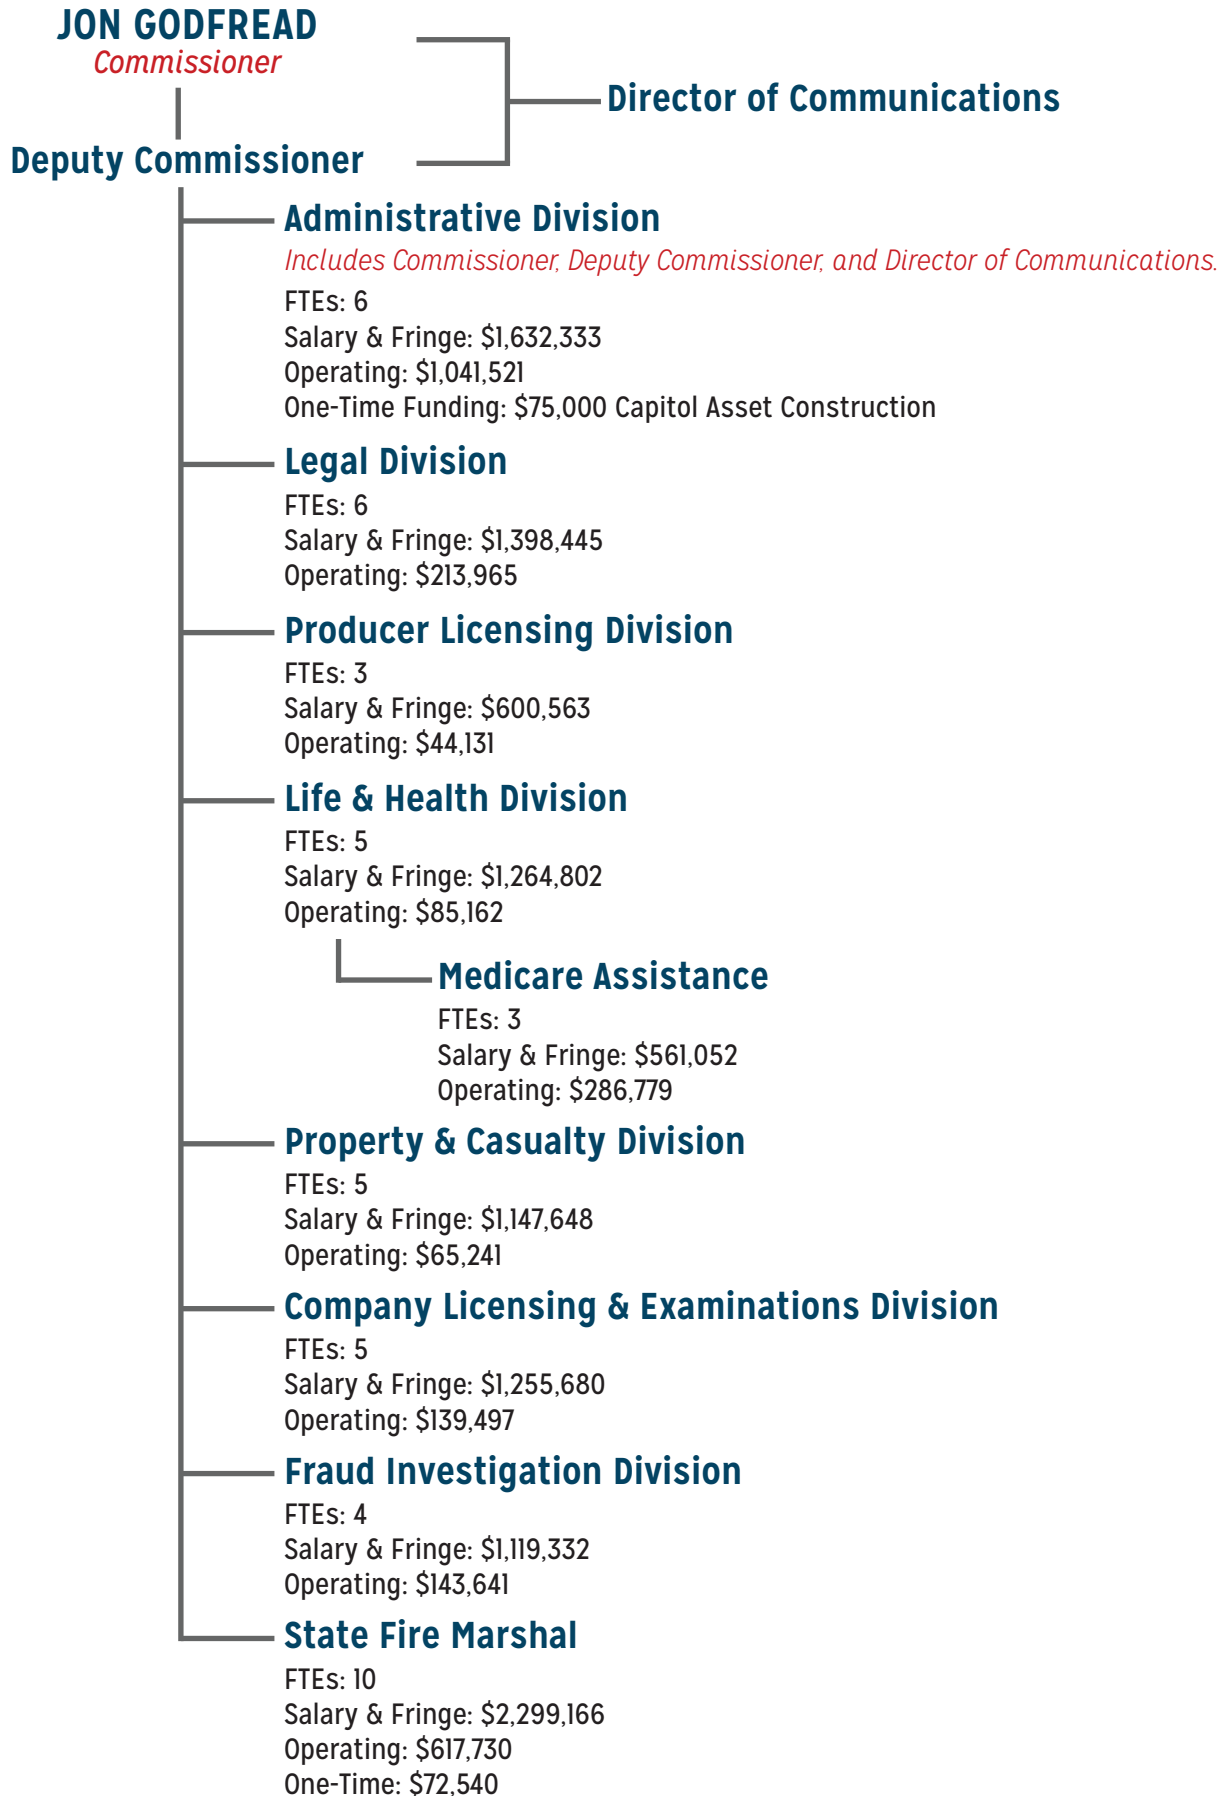 JON GODFREAD
Commissioner
Director of Communications
Deputy Commissioner
Administrative Division
Includes Commissioner, Deputy Commissioner, and Director of Communications.
FTEs: 6
Salary & Fringe: $1,632,333
Operating: $1,041,521
One-Time Funding: $75,000 Capitol Asset Construction
Legal Division
FTEs: 6
Salary & Fringe: $1,398,445
Operating: $213,965
Producer Licensing Division
FTEs: 3
Salary & Fringe: $600,563
Operating: $44,131
Life & Health Division
FTEs: 5
Salary & Fringe: $1,264,802
Operating: $85,162
Medicare Assistance
FTEs: 3
Salary & Fringe: $561,052
Operating: $286,779
Property & Casualty Division
FTEs: 5
Salary & Fringe: $1,147,648
Operating: $65,241
Company Licensing & Examinations Division
FTEs: 5
Salary & Fringe: $1,255,680
Operating: $139,497
Fraud Investigation Division
FTEs: 4
Salary & Fringe: $1,119,332
Operating: $143,641
State Fire Marshal
FTEs: 10
Salary & Fringe: $2,299,166
Operating: $617,730
One-Time: $72,540